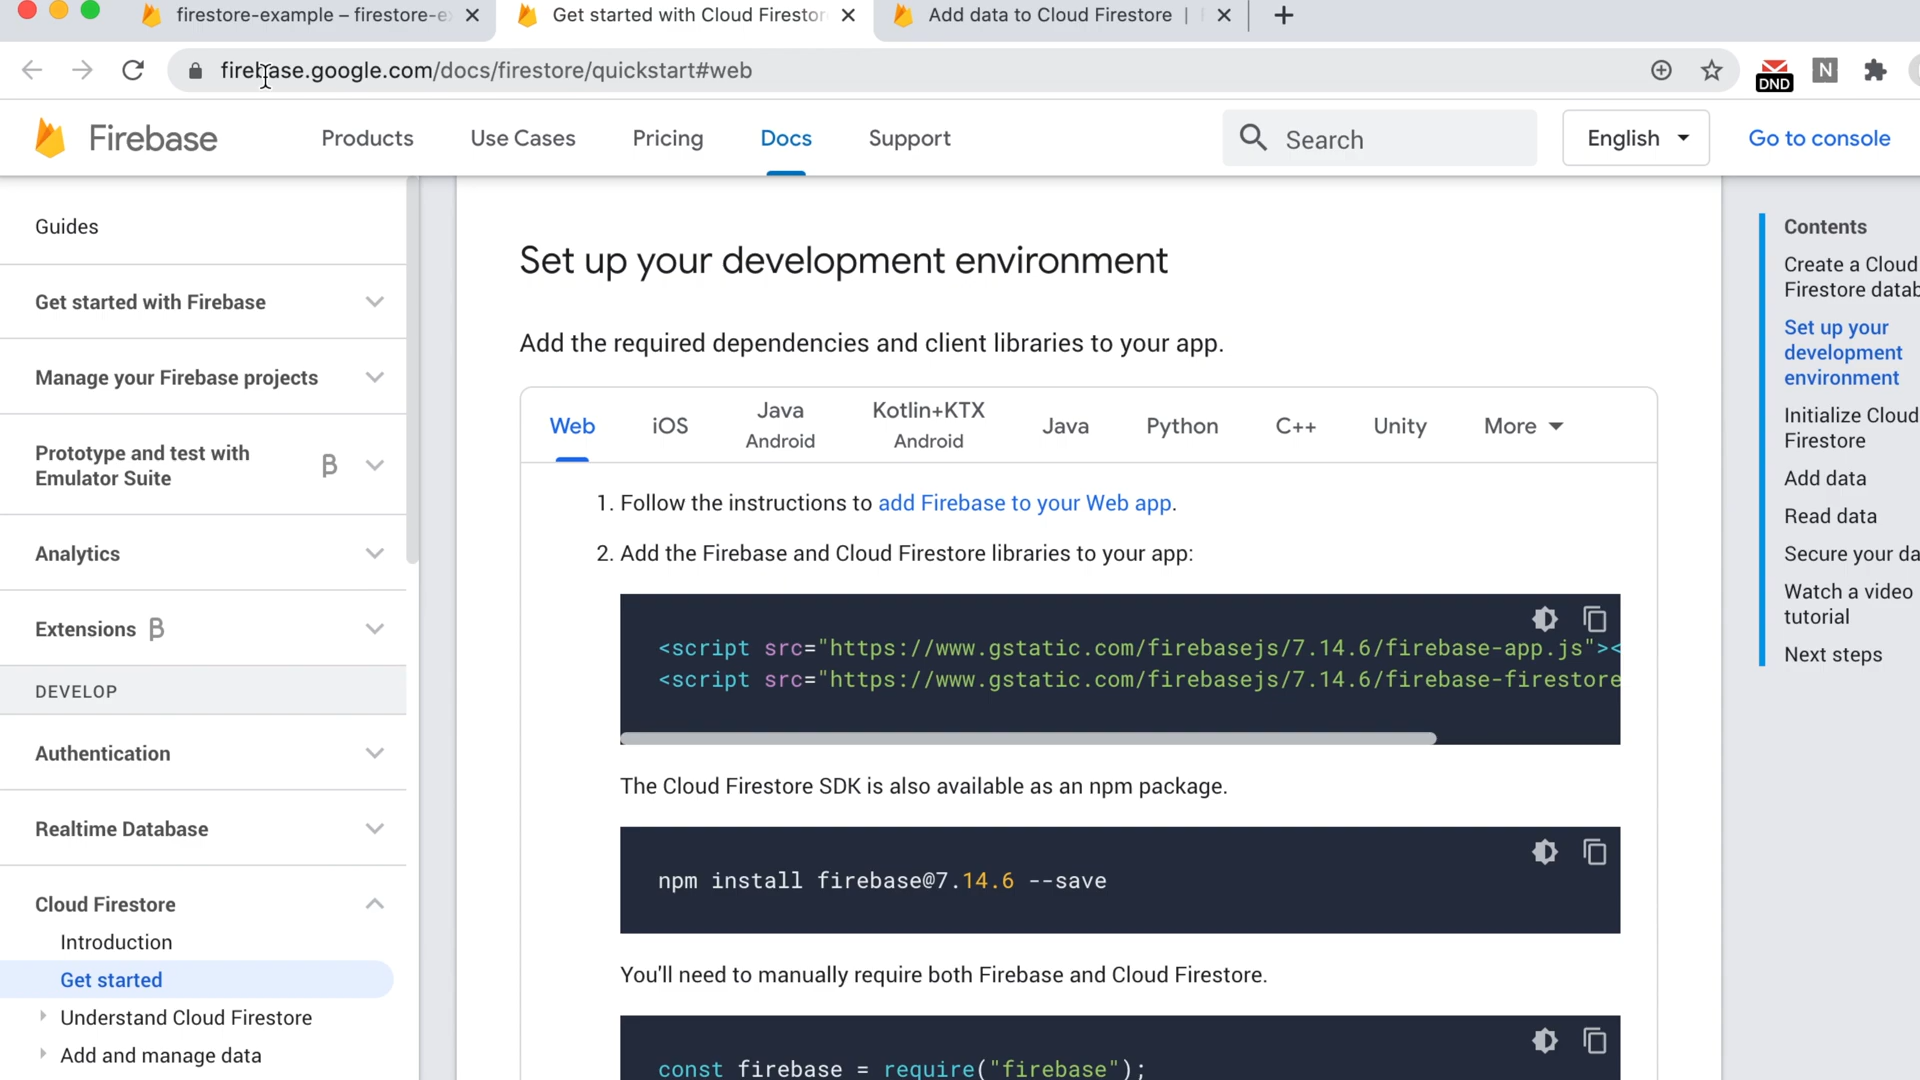 firestore-example – firestore-e
Get started with Cloud Firestor
Add data to Cloud Firestore |
firebase.google.com/docs/firestore/quickstart#web
DND
N
Firebase
Products
Use Cases
Pricing
Docs
Support
Search
English
Go to console
Guides
Get started with Firebase
Manage your Firebase projects
Prototype and test with
Emulator Suite
β
Analytics
Extensions β
DEVELOP
Authentication
Realtime Database
Cloud Firestore
Introduction
Get started
Understand Cloud Firestore
Add and manage data
Set up your development environment
Add the required dependencies and client libraries to your app.
Web
iOS
Java
Android
Kotlin+KTX
Android
Java
Python
C++
Unity
More
1. Follow the instructions to add Firebase to your Web app.
2. Add the Firebase and Cloud Firestore libraries to your app:
<script src="https://www.gstatic.com/firebasejs/7.14.6/firebase-app.js"><
<script src="https://www.gstatic.com/firebasejs/7.14.6/firebase-firestore
The Cloud Firestore SDK is also available as an npm package.
npm install firebase@7.14.6 --save
You'll need to manually require both Firebase and Cloud Firestore.
const firebase = require("firebase");
Contents
Create a Cloud
Firestore datab
Set up your
development
environment
Initialize Cloud
Firestore
Add data
Read data
Secure your da
Watch a video
tutorial
Next steps